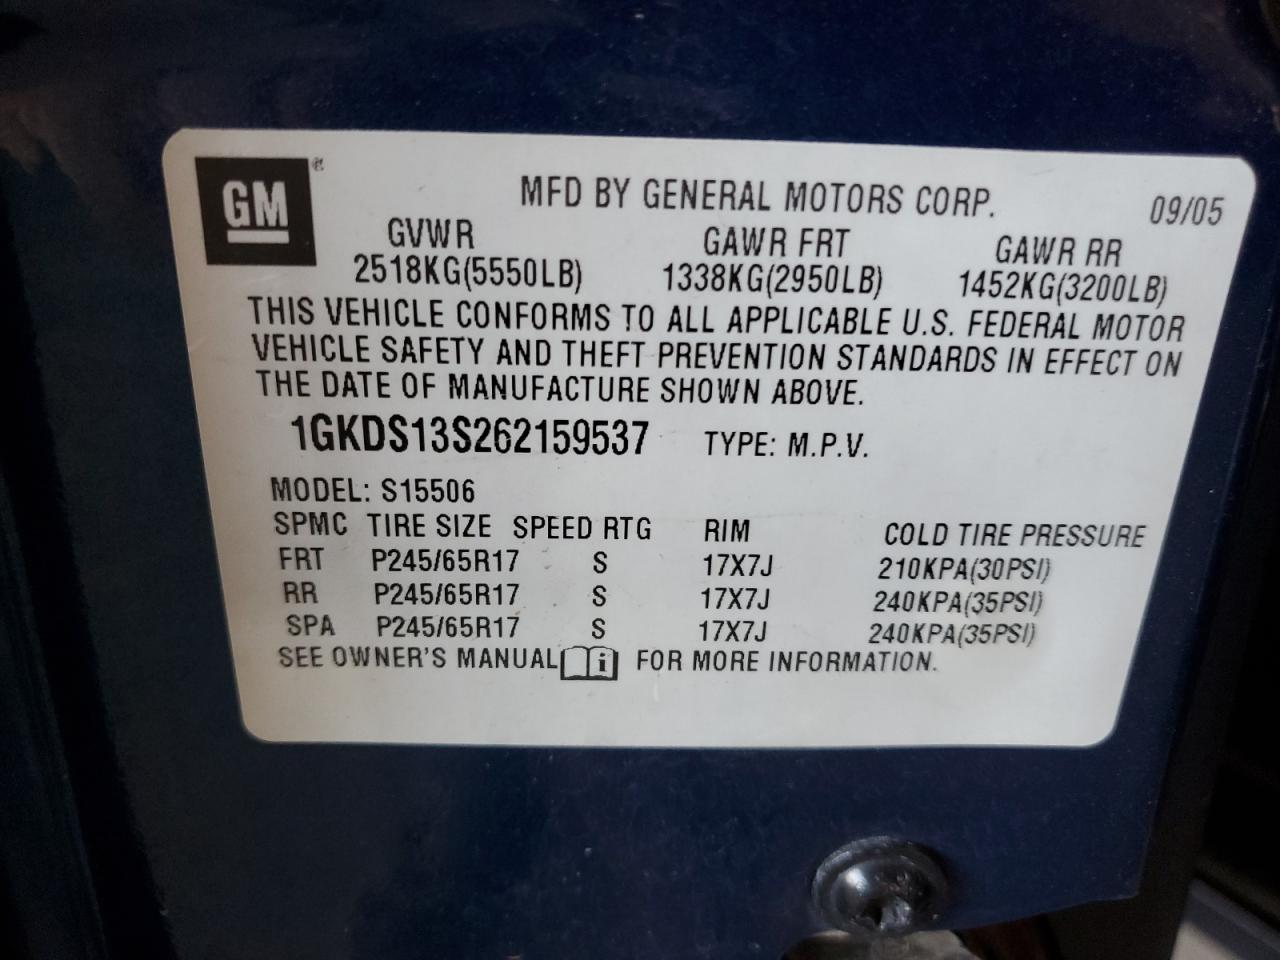 GM ®
MFD BY GENERAL MOTORS CORP. 09/05
GVWR GAWR FRT GAWR RR
2518KG(5550LB) 1338KG(2950LB) 1452KG(3200LB)
THIS VEHICLE CONFORMS TO ALL APPLICABLE U.S. FEDERAL MOTOR
VEHICLE SAFETY AND THEFT PREVENTION STANDARDS IN EFFECT ON
THE DATE OF MANUFACTURE SHOWN ABOVE.
1GKDS13S262159537 TYPE: M.P.V.
MODEL: S15506
SPMC TIRE SIZE SPEED RTG RIM COLD TIRE PRESSURE
FRT P245/65R17 S 17X7J 210KPA(30PSI)
RR P245/65R17 S 17X7J 240KPA(35PSI)
SPA P245/65R17 S 17X7J 240KPA(35PSI)
SEE OWNER'S MANUAL i FOR MORE INFORMATION.